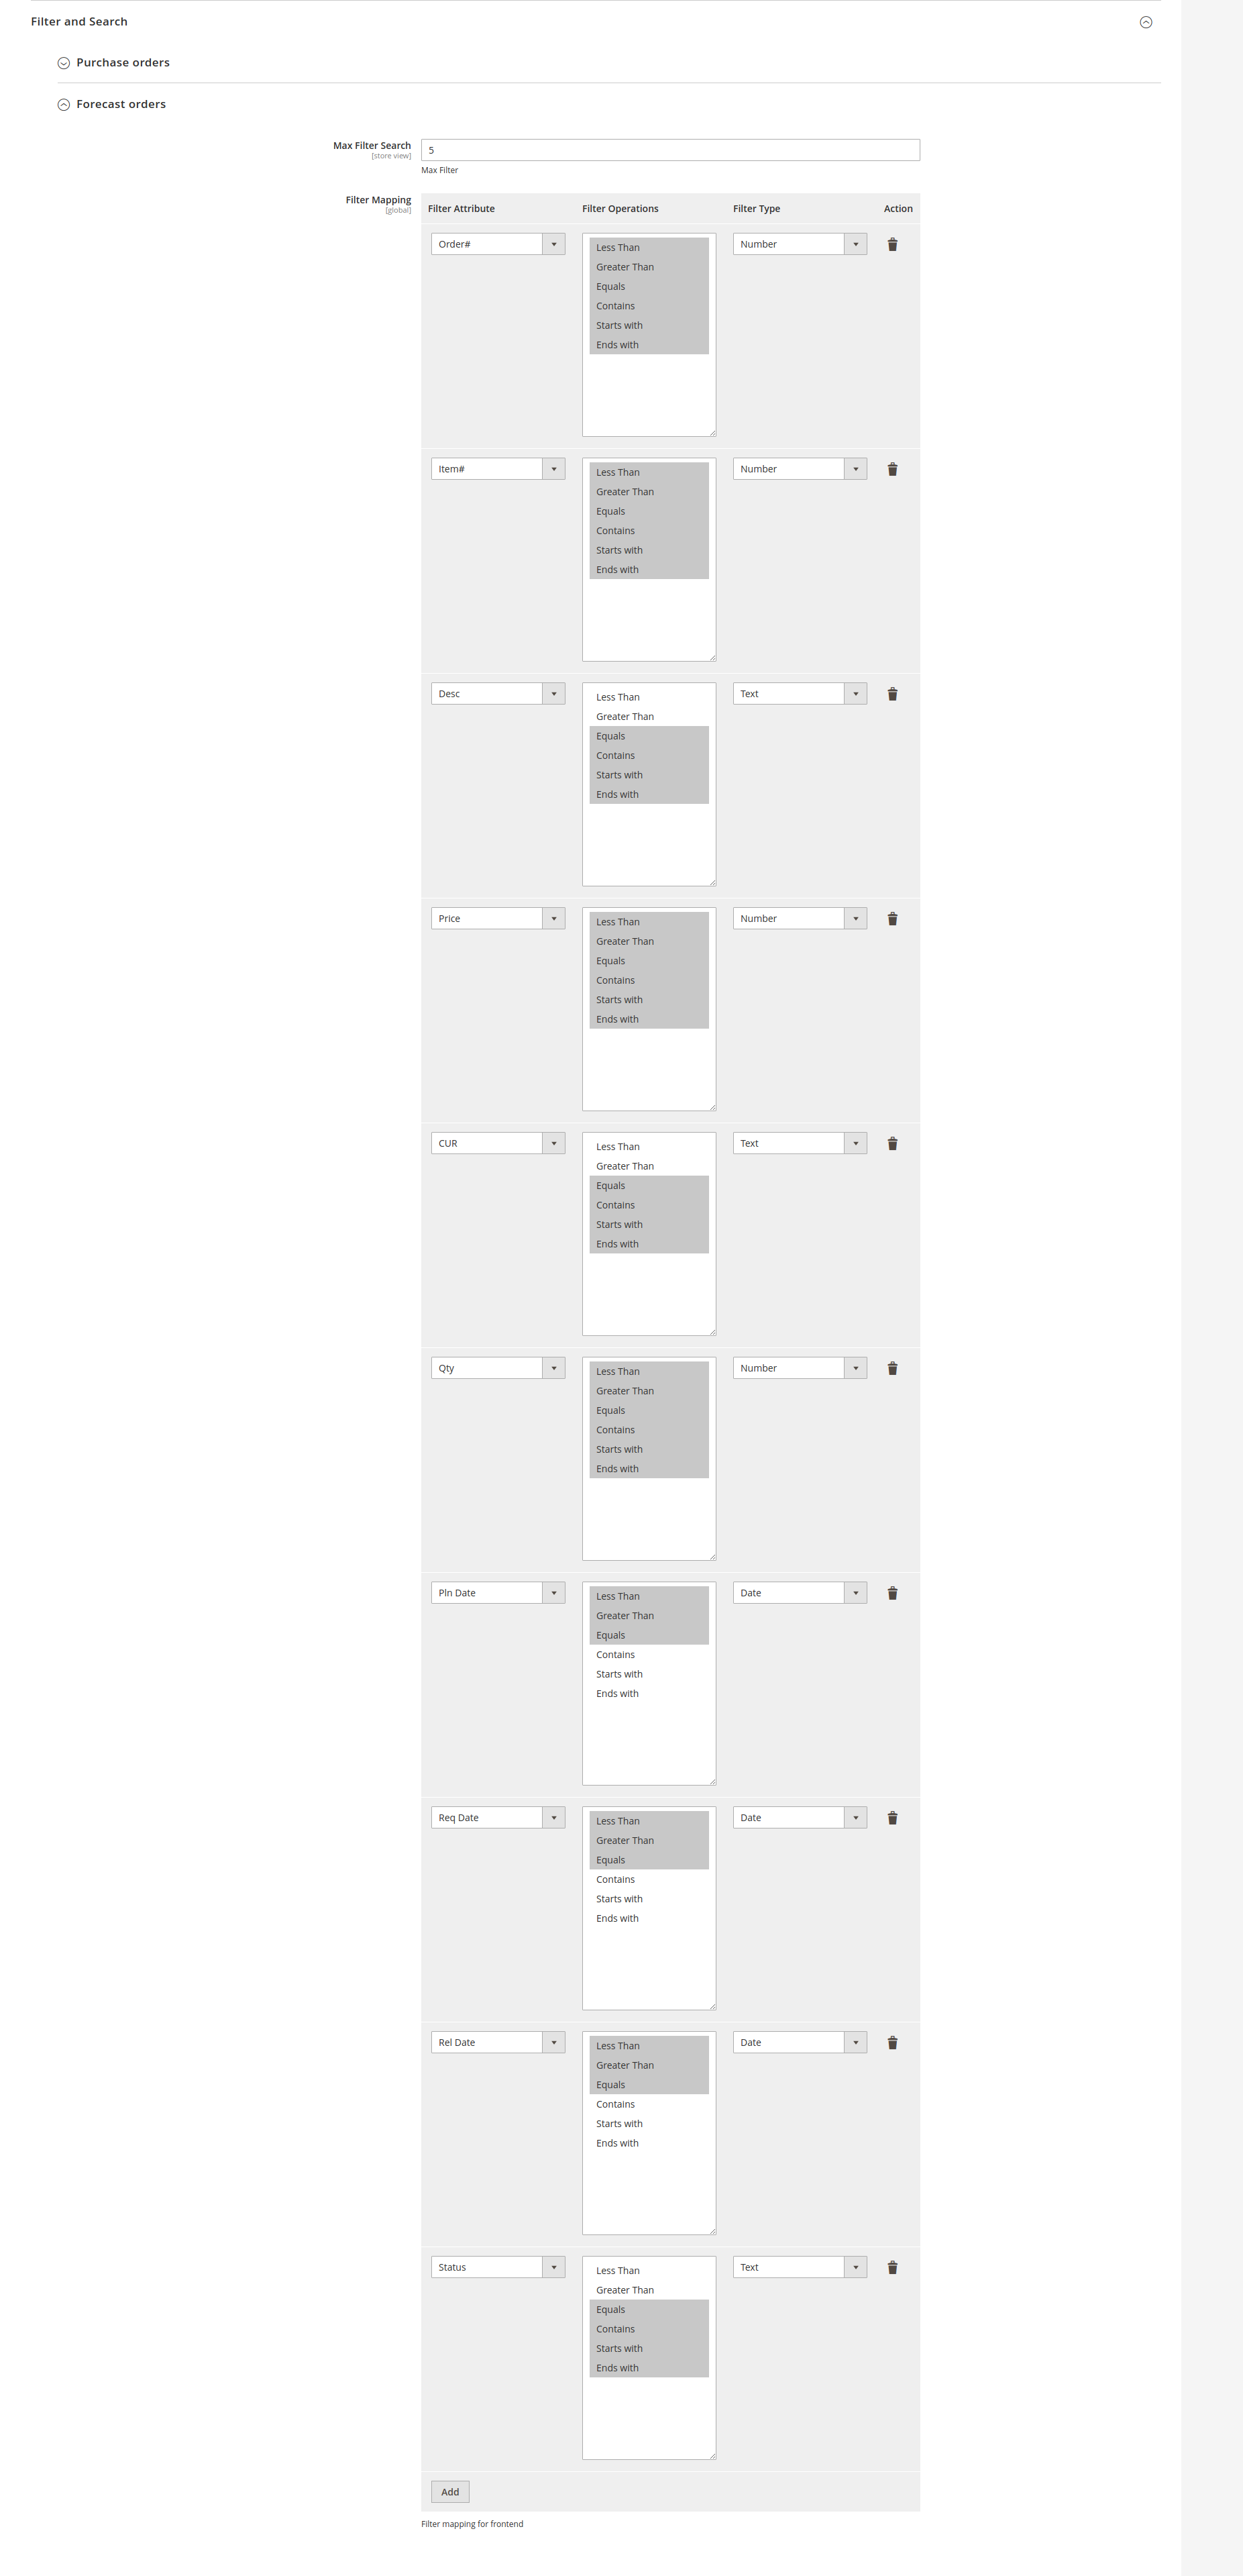 Filter and Search
Purchase orders
Forecast orders
Max Filter Search
[store view]
5
Max Filter
Filter Mapping
[global]
Filter Attribute Filter Operations Filter Type Action
Order# Less Than Number
Greater Than
Equals
Contains
Starts with
Ends with
Item# Less Than Number
Greater Than
Equals
Contains
Starts with
Ends with
Desc Less Than Text
Greater Than
Equals
Contains
Starts with
Ends with
Price Less Than Number
Greater Than
Equals
Contains
Starts with
Ends with
CUR Less Than Text
Greater Than
Equals
Contains
Starts with
Ends with
Qty Less Than Number
Greater Than
Equals
Contains
Starts with
Ends with
Pln Date Less Than Date
Greater Than
Equals
Contains
Starts with
Ends with
Req Date Less Than Date
Greater Than
Equals
Contains
Starts with
Ends with
Rel Date Less Than Date
Greater Than
Equals
Contains
Starts with
Ends with
Status Less Than Text
Greater Than
Equals
Contains
Starts with
Ends with
Add
Filter mapping for frontend